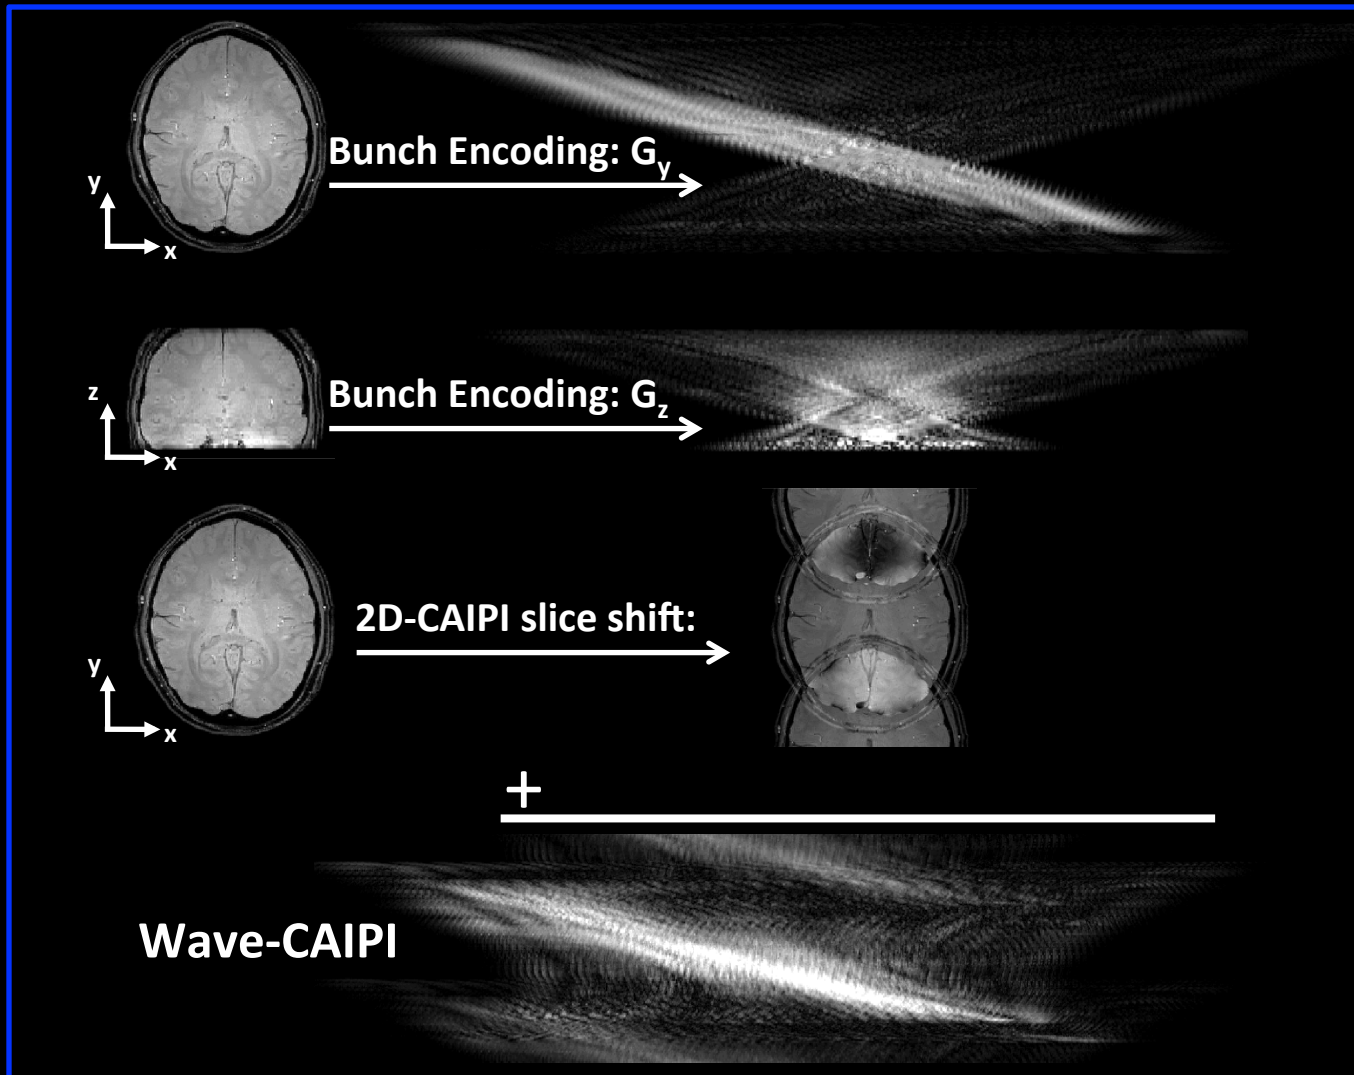 Bunch Encoding: Gy
y
x
Bunch Encoding: Gz
z
x
2D-CAIPI slice shift:
y
x
+
Wave-CAIPI